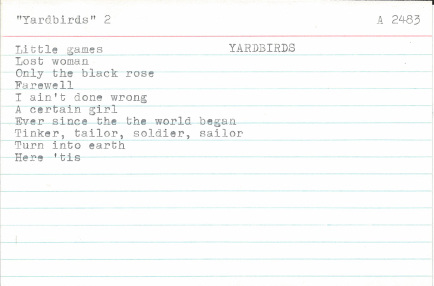 "Yardbirds" 2 A 2483
Little games YARDBIRDS
Lost woman
Only the black rose
Farewell
I ain't done wrong
A certain girl
Ever since the the world began
Tinker, tailor, soldier, sailor
Turn into earth
Here 'tis